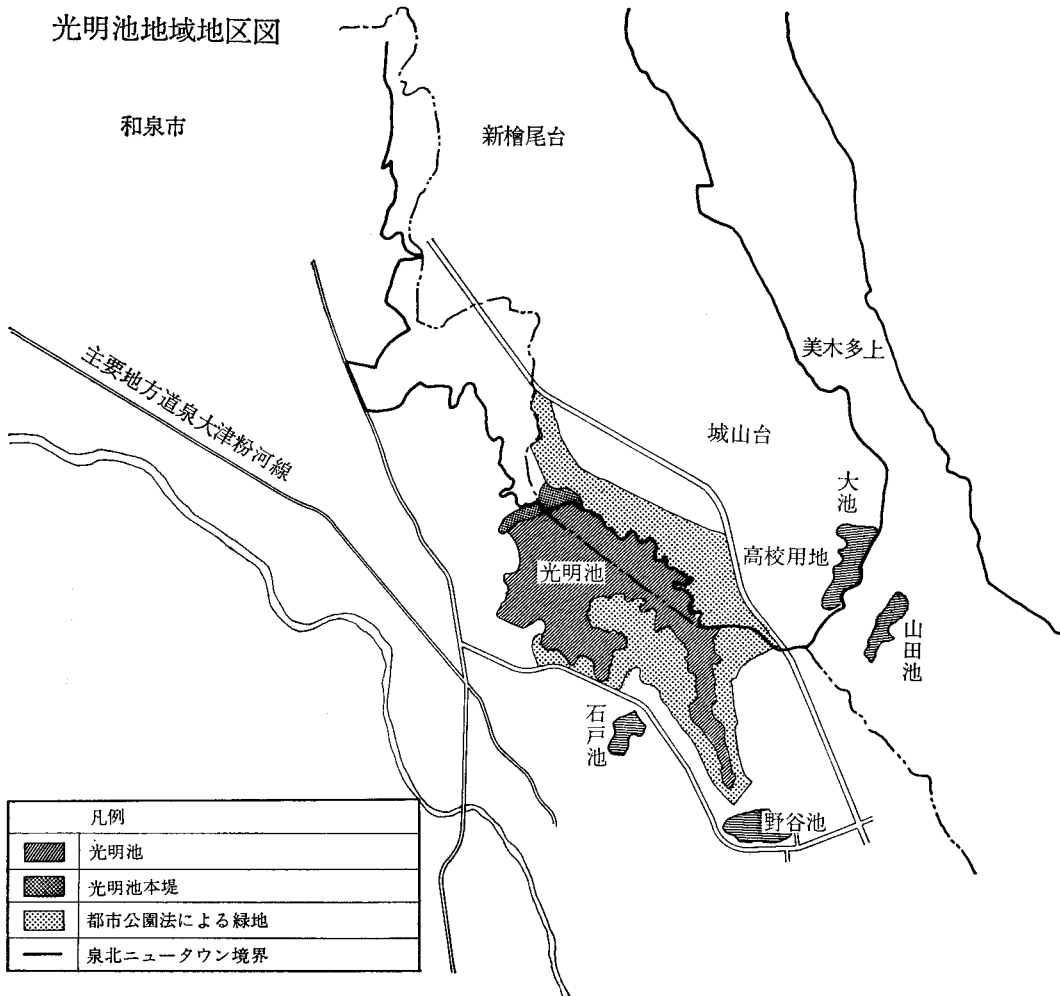 光明池地域地区図
和泉市
新檜尾台
美木多上
主要地方道泉大津粉河線
城山台
大池
高校用地
光明池
山田池
石戸池
野谷池
凡例
光明池
光明池本堤
都市公園法による緑地
泉北ニュータウン境界